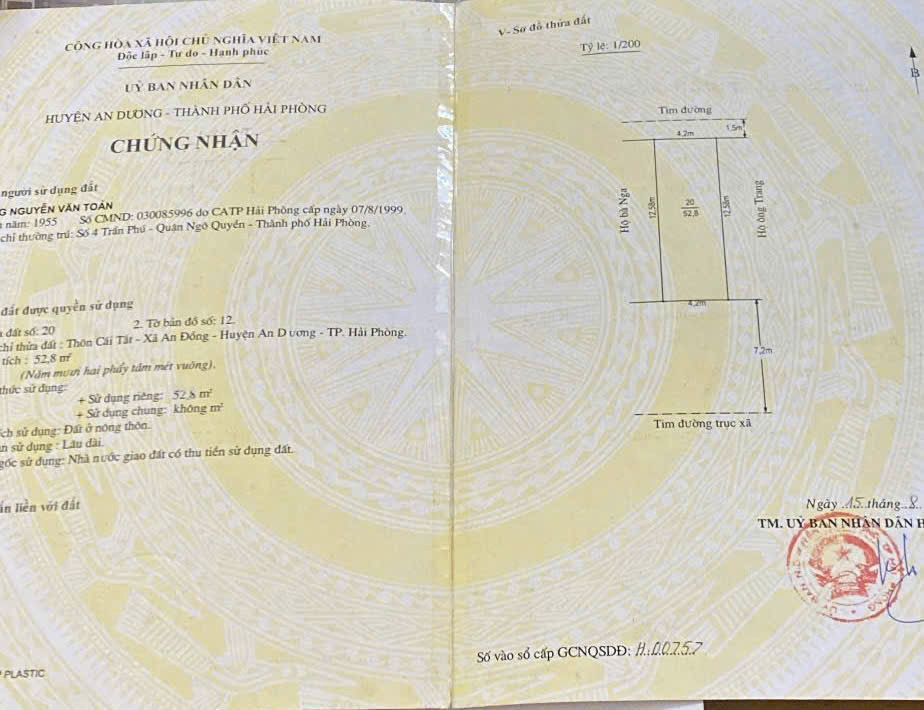 CỘNG HÒA XÃ HỘI CHỦ NGHĨA VIỆT NAM
Độc lập - Tự do - Hạnh phúc
UỶ BAN NHÂN DÂN
HUYỆN AN DƯƠNG - THÀNH PHỐ HẢI PHÒNG
CHỨNG NHẬN
người sử dụng đất
G NGUYỄN VĂN TOÁN
năm: 1955 Số CMND: 030085996 do CATP Hải Phòng cấp ngày 07/8/1999.
chỉ thường trú: Số 4 Trần Phú - Quận Ngô Quyền - Thành phố Hải Phòng.
đất được quyền sử dụng
đất số: 20 2. Tờ bản đồ số: 12.
chỉ thửa đất : Thôn Cái Tắt - Xã An Đồng - Huyện An Dương - TP. Hải Phòng.
tích : 52,8 m²
(Năm mươi hai phẩy tám mét vuông).
thức sử dụng:
+ Sử dụng riêng: 52,8 m²
+ Sử dụng chung: không m²
ích sử dụng: Đất ở nông thôn.
n sử dụng : Lâu dài.
gốc sử dụng: Nhà nước giao đất có thu tiền sử dụng đất.
ắn liền với đất
PLASTIC
V- Sơ đồ thửa đất
Tỷ lệ: 1/200
B
Tim đường
4,2m
1,5m
Hộ bà Nga
12,58m
20
52,8
12,58m
Hộ ông Trang
4,2m
7,2m
Tim đường trục xã
Ngày 15 tháng 8
TM. UỶ BAN NHÂN DÂN H
Số vào sổ cấp GCNQSDĐ: H.00757